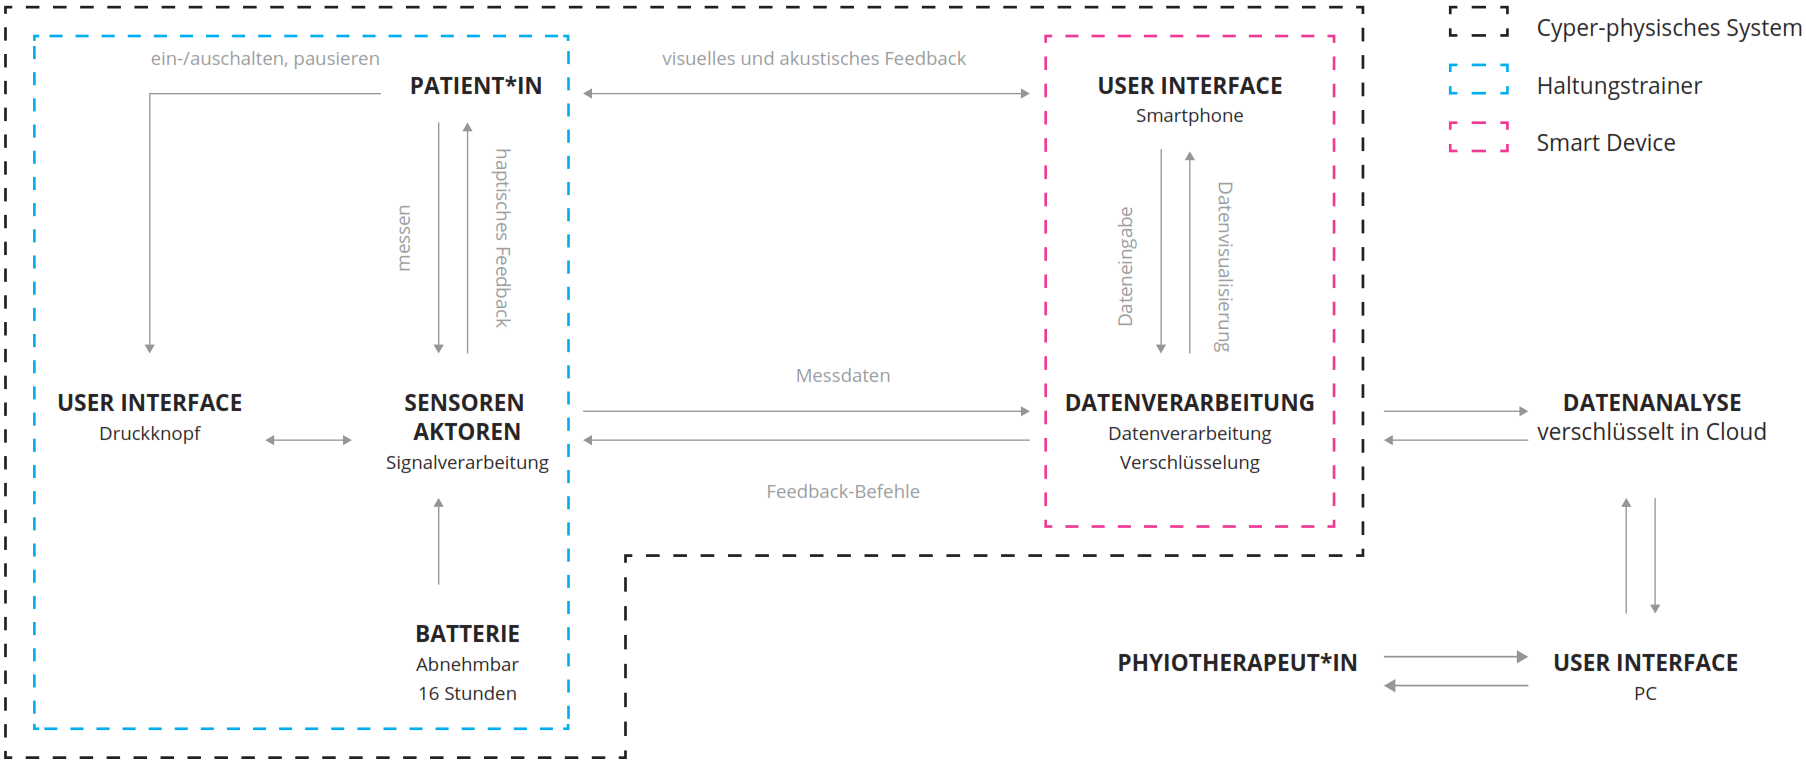 ein-/auschalten, pausieren
PATIENT*IN
visuelles und akustisches Feedback
USER INTERFACE
Smartphone
Cyper-physisches System
Haltungstrainer
Smart Device
messen
haptisches Feedback
Dateneingabe
Datenvisualisierung
USER INTERFACE
Druckknopf
SENSOREN
AKTOREN
Signalverarbeitung
Messdaten
Feedback-Befehle
DATENVERARBEITUNG
Datenverarbeitung
Verschlüsselung
DATENANALYSE
verschlüsselt in Cloud
BATTERIE
Abnehmbar
16 Stunden
PHYIOTHERAPEUT*IN
USER INTERFACE
PC